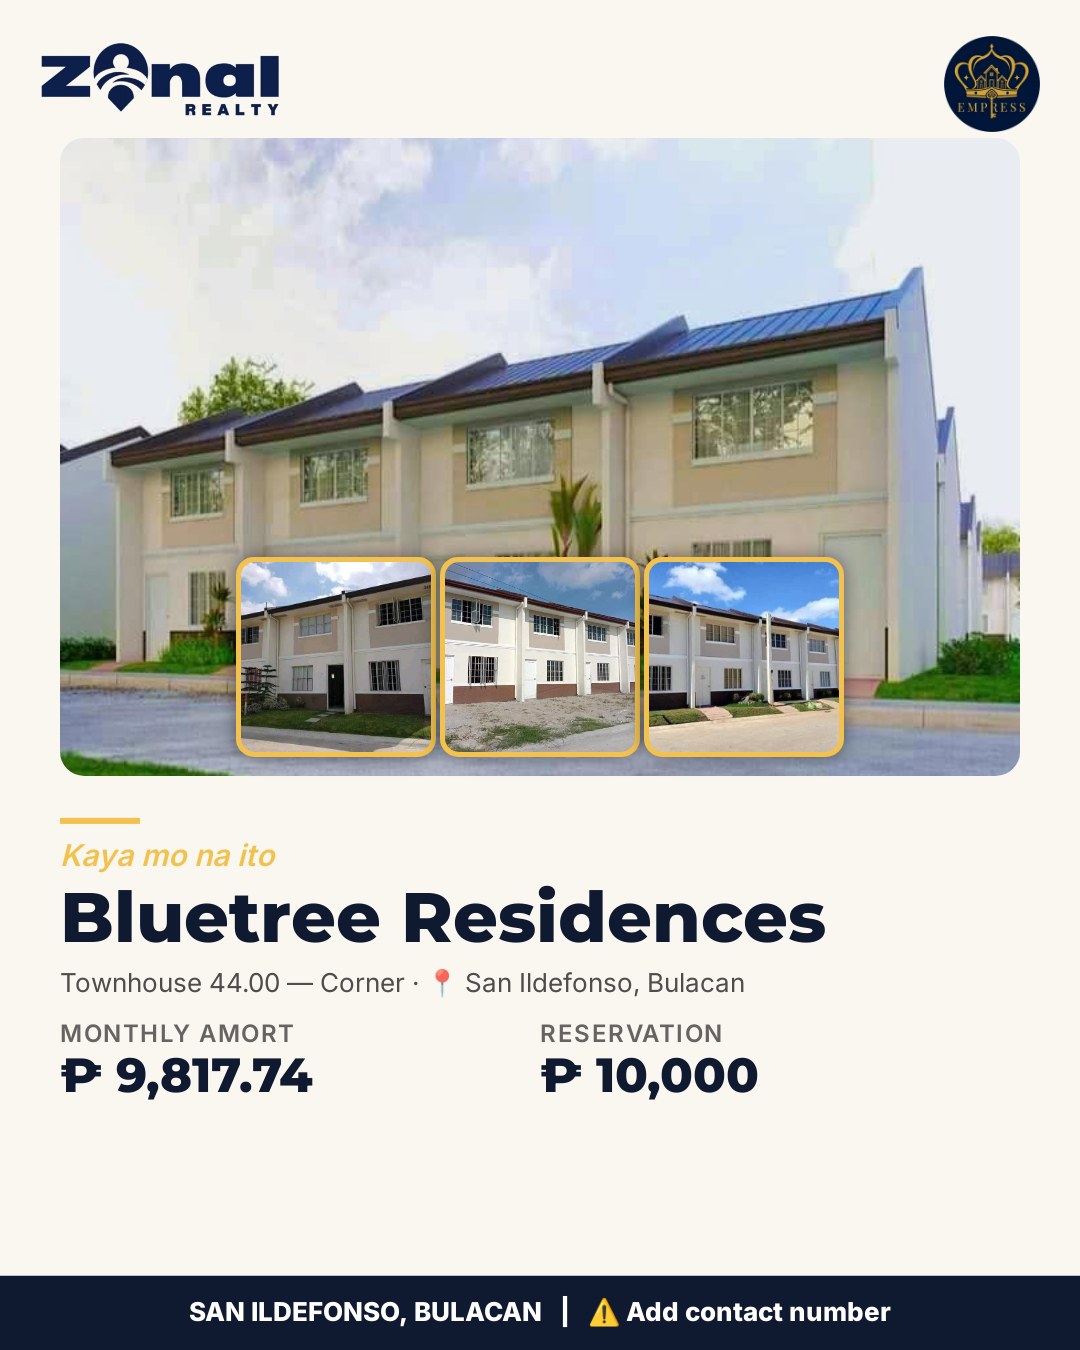 Zonal
REALTY
EMPRESS
Kaya mo na ito
Bluetree Residences
Townhouse 44.00 — Corner · 📍 San Ildefonso, Bulacan
MONTHLY AMORT
₱ 9,817.74
RESERVATION
₱ 10,000
SAN ILDEFONSO, BULACAN | ⚠️ Add contact number